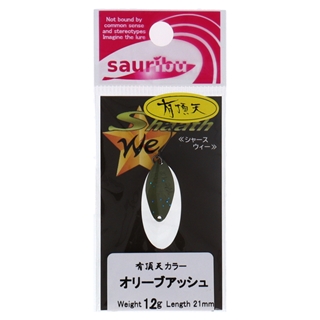 Not bound by
common sense
and stereotypes
Imagine the lure
sauribu
有頂天
Sheath
We
≪シャース
ウィー≫
有頂天カラー
オリーブアッシュ
Weight 1.2g Length 21mm